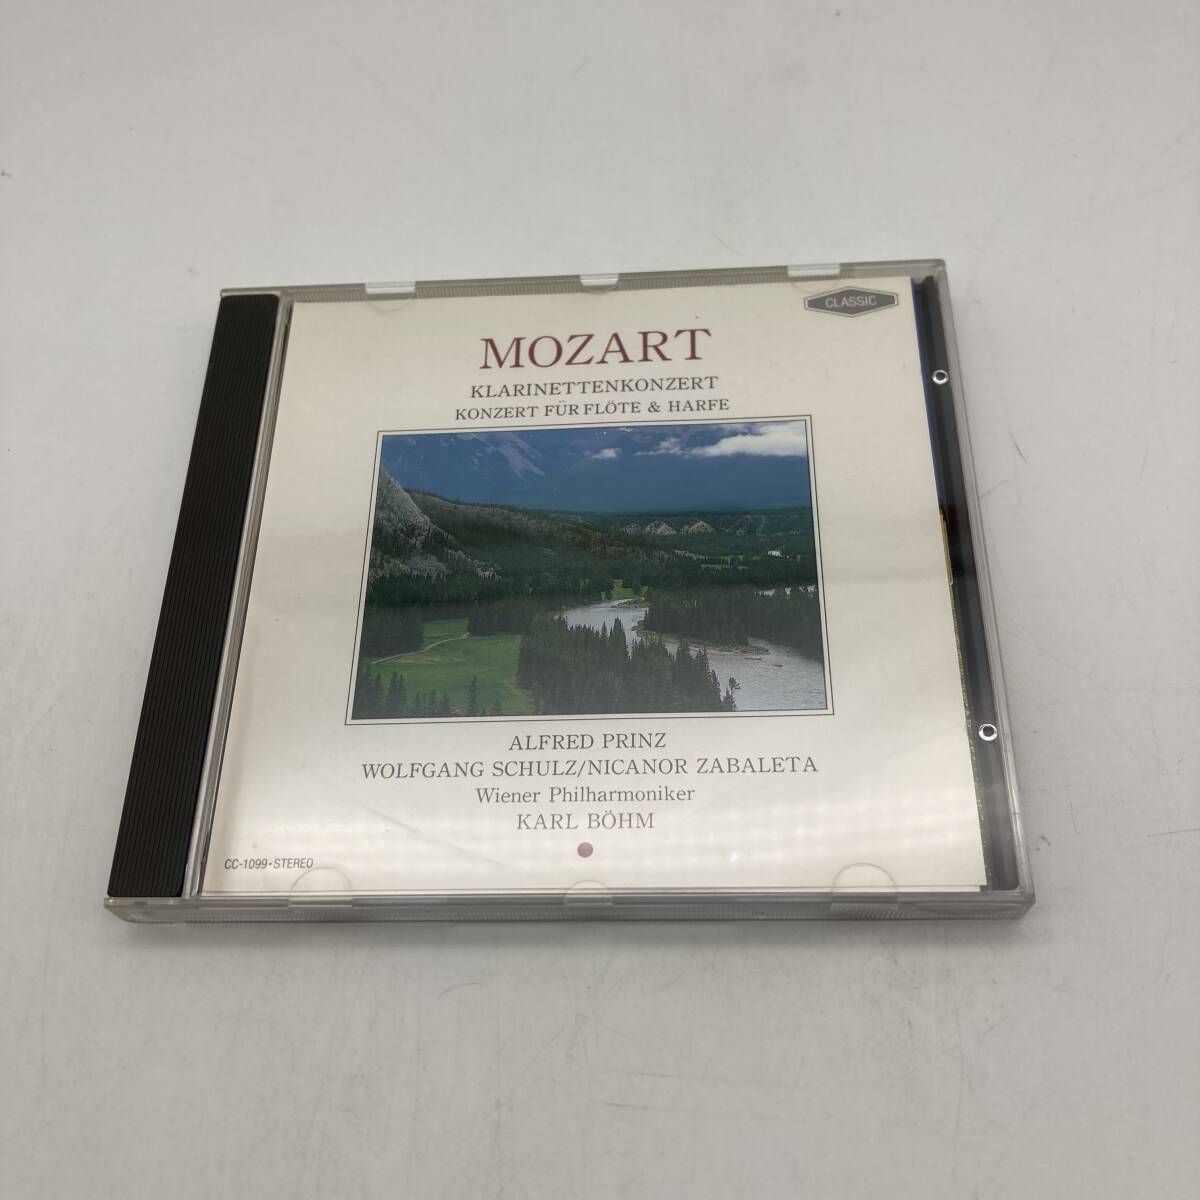 CLASSIC
MOZART
KLARINETTENKONZERT
KONZERT FÜR FLÖTE & HARFE
ALFRED PRINZ
WOLFGANG SCHULZ/NICANOR ZABALETA
Wiener Philharmoniker
KARL BÖHM
CC-1099•STEREO